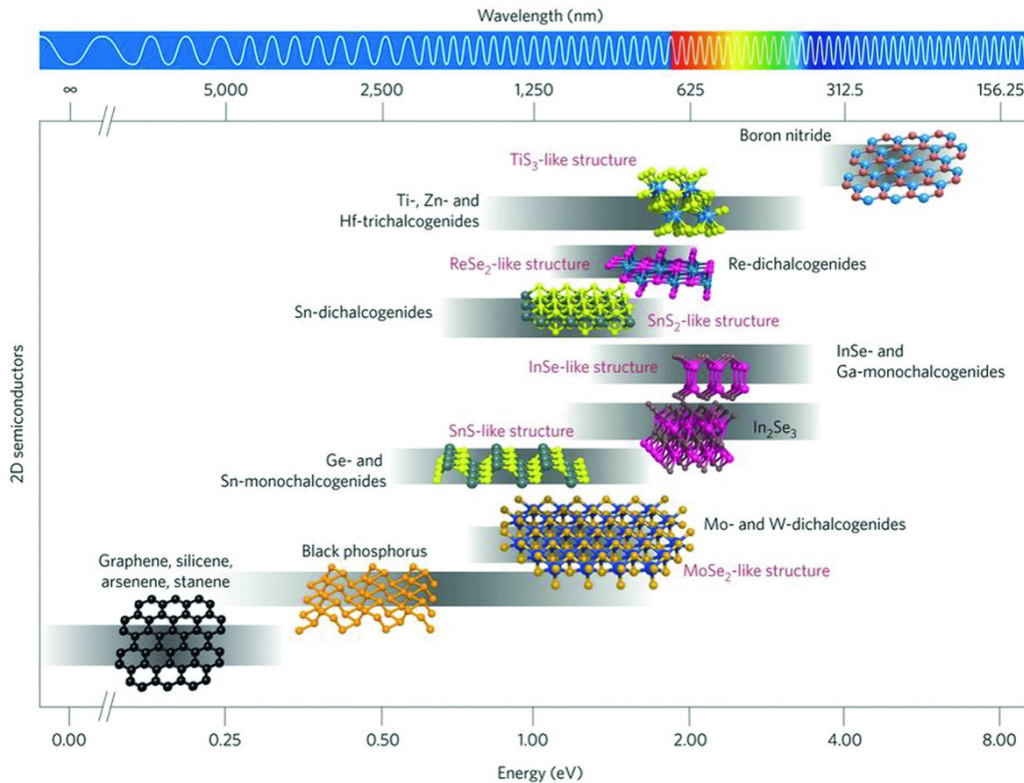 Wavelength (nm)
∞ 5,000 2,500 1,250 625 312.5 156.25
Boron nitride
TiS₃-like structure
Ti-, Zn- and
Hf-trichalcogenides
ReSe₂-like structure
Re-dichalcogenides
Sn-dichalcogenides
SnS₂-like structure
InSe- and
Ga-monochalcogenides
InSe-like structure
In₂Se₃
SnS-like structure
Ge- and
Sn-monochalcogenides
Mo- and W-dichalcogenides
MoSe₂-like structure
Black phosphorus
Graphene, silicene,
arsenene, stanene
2D semiconductors
0.00 0.25 0.50 1.00 2.00 4.00 8.00
Energy (eV)